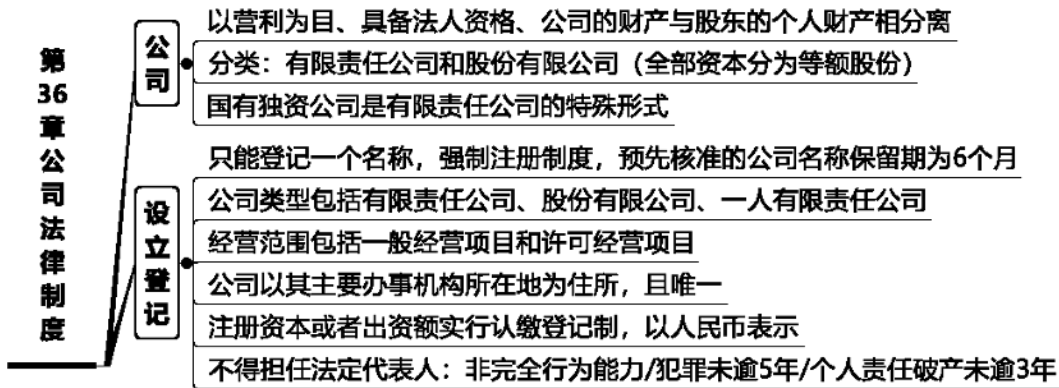 第36章公司法律制度
公司
以营利为目、具备法人资格、公司的财产与股东的个人财产相分离
分类：有限责任公司和股份有限公司（全部资本分为等额股份）
国有独资公司是有限责任公司的特殊形式
设立登记
只能登记一个名称，强制注册制度，预先核准的公司名称保留期为6个月
公司类型包括有限责任公司、股份有限公司、一人有限责任公司
经营范围包括一般经营项目和许可经营项目
公司以其主要办事机构所在地为住所，且唯一
注册资本或者出资额实行认缴登记制，以人民币表示
不得担任法定代表人：非完全行为能力/犯罪未逾5年/个人责任破产未逾3年